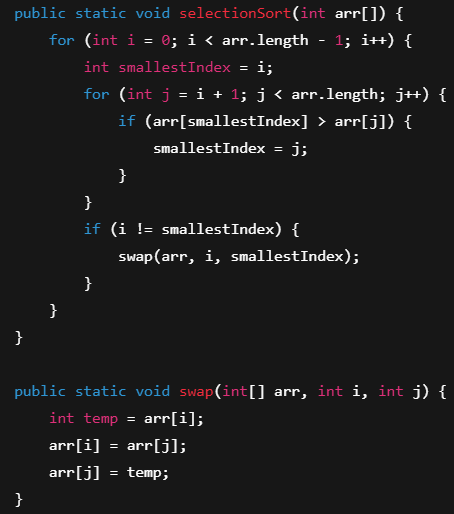 public static void selectionSort(int arr[]) {
    for (int i = 0; i < arr.length - 1; i++) {
        int smallestIndex = i;
        for (int j = i + 1; j < arr.length; j++) {
            if (arr[smallestIndex] > arr[j]) {
                smallestIndex = j;
            }
        }
        if (i != smallestIndex) {
            swap(arr, i, smallestIndex);
        }
    }
}

public static void swap(int[] arr, int i, int j) {
    int temp = arr[i];
    arr[i] = arr[j];
    arr[j] = temp;
}